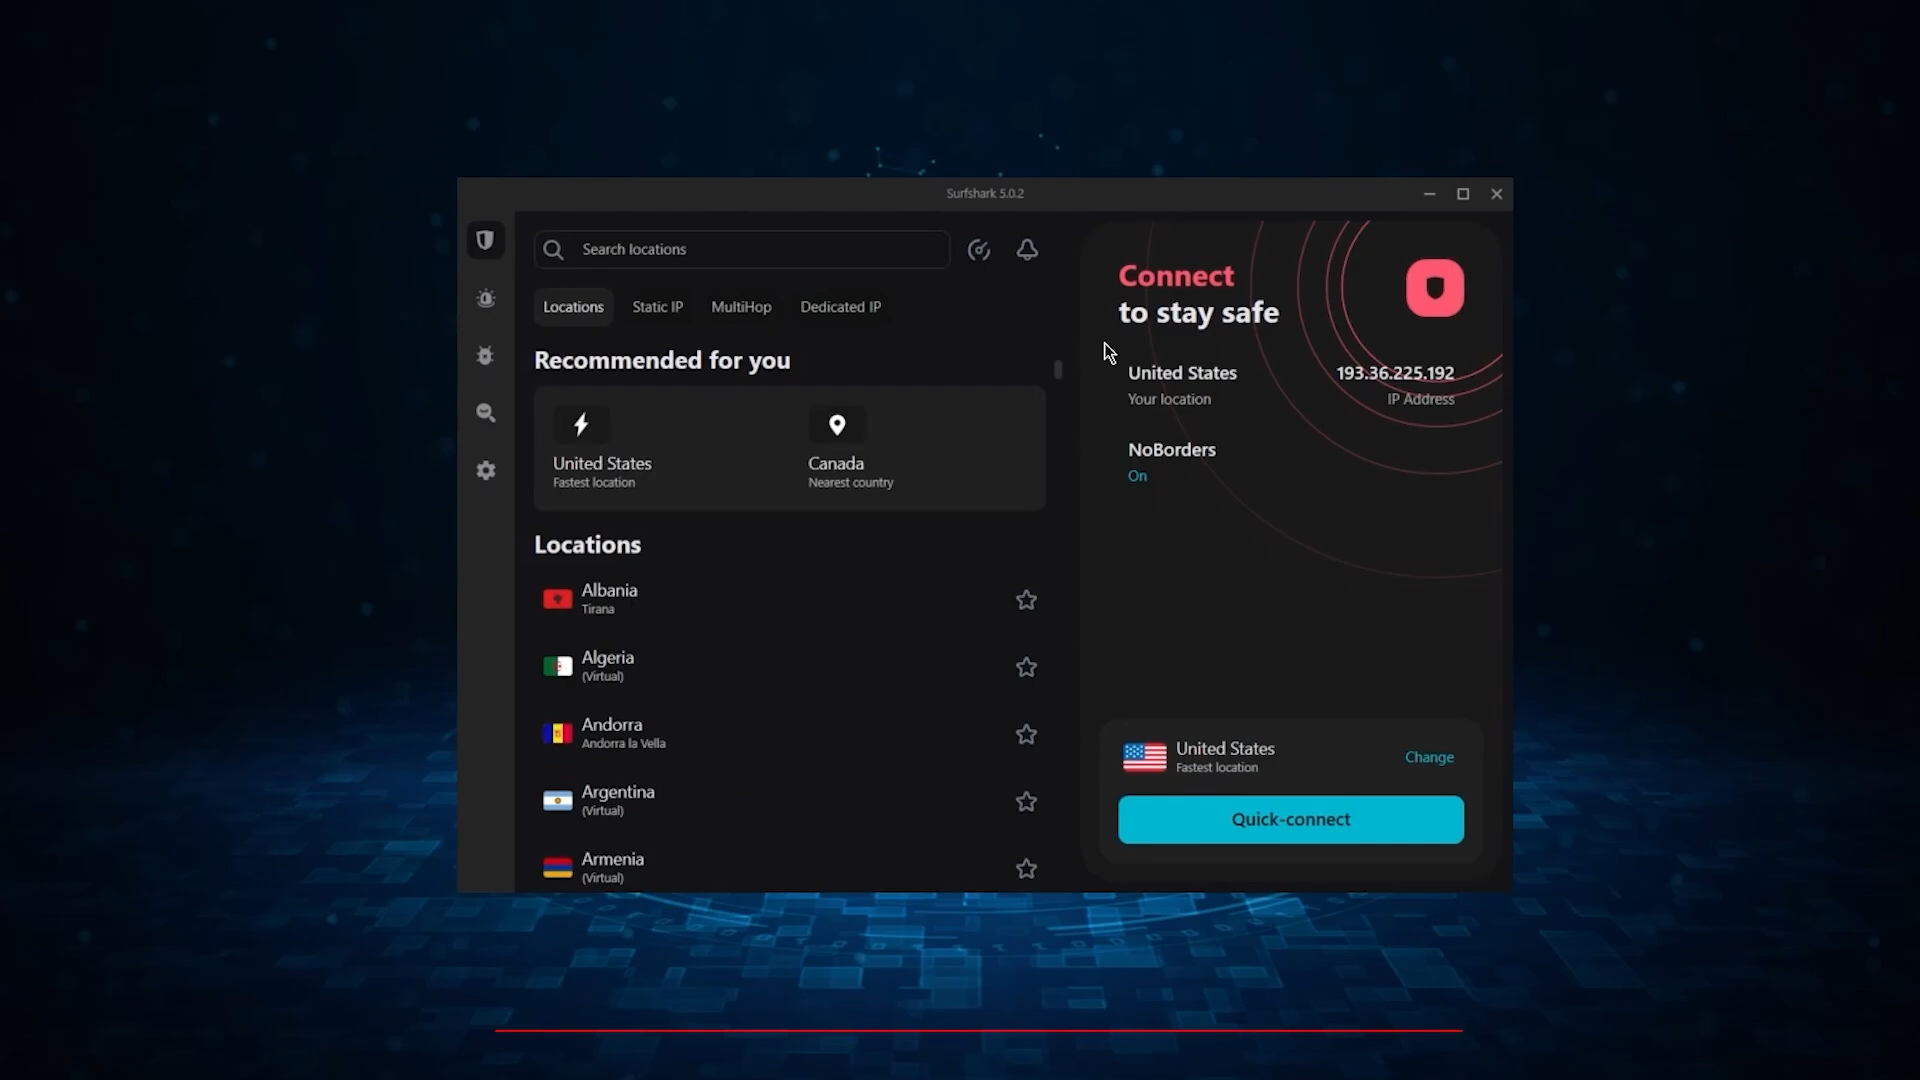 Surfshark 5.0.2
Search locations
Locations
Static IP
MultiHop
Dedicated IP
Recommended for you
United States
Fastest location
Canada
Nearest country
Locations
Albania
Tirana
Algeria
(Virtual)
Andorra
Andorra la Vella
Argentina
(Virtual)
Armenia
(Virtual)
Connect
to stay safe
United States
193.36.225.192
Your location
IP Address
NoBorders
On
United States
Fastest location
Change
Quick-connect